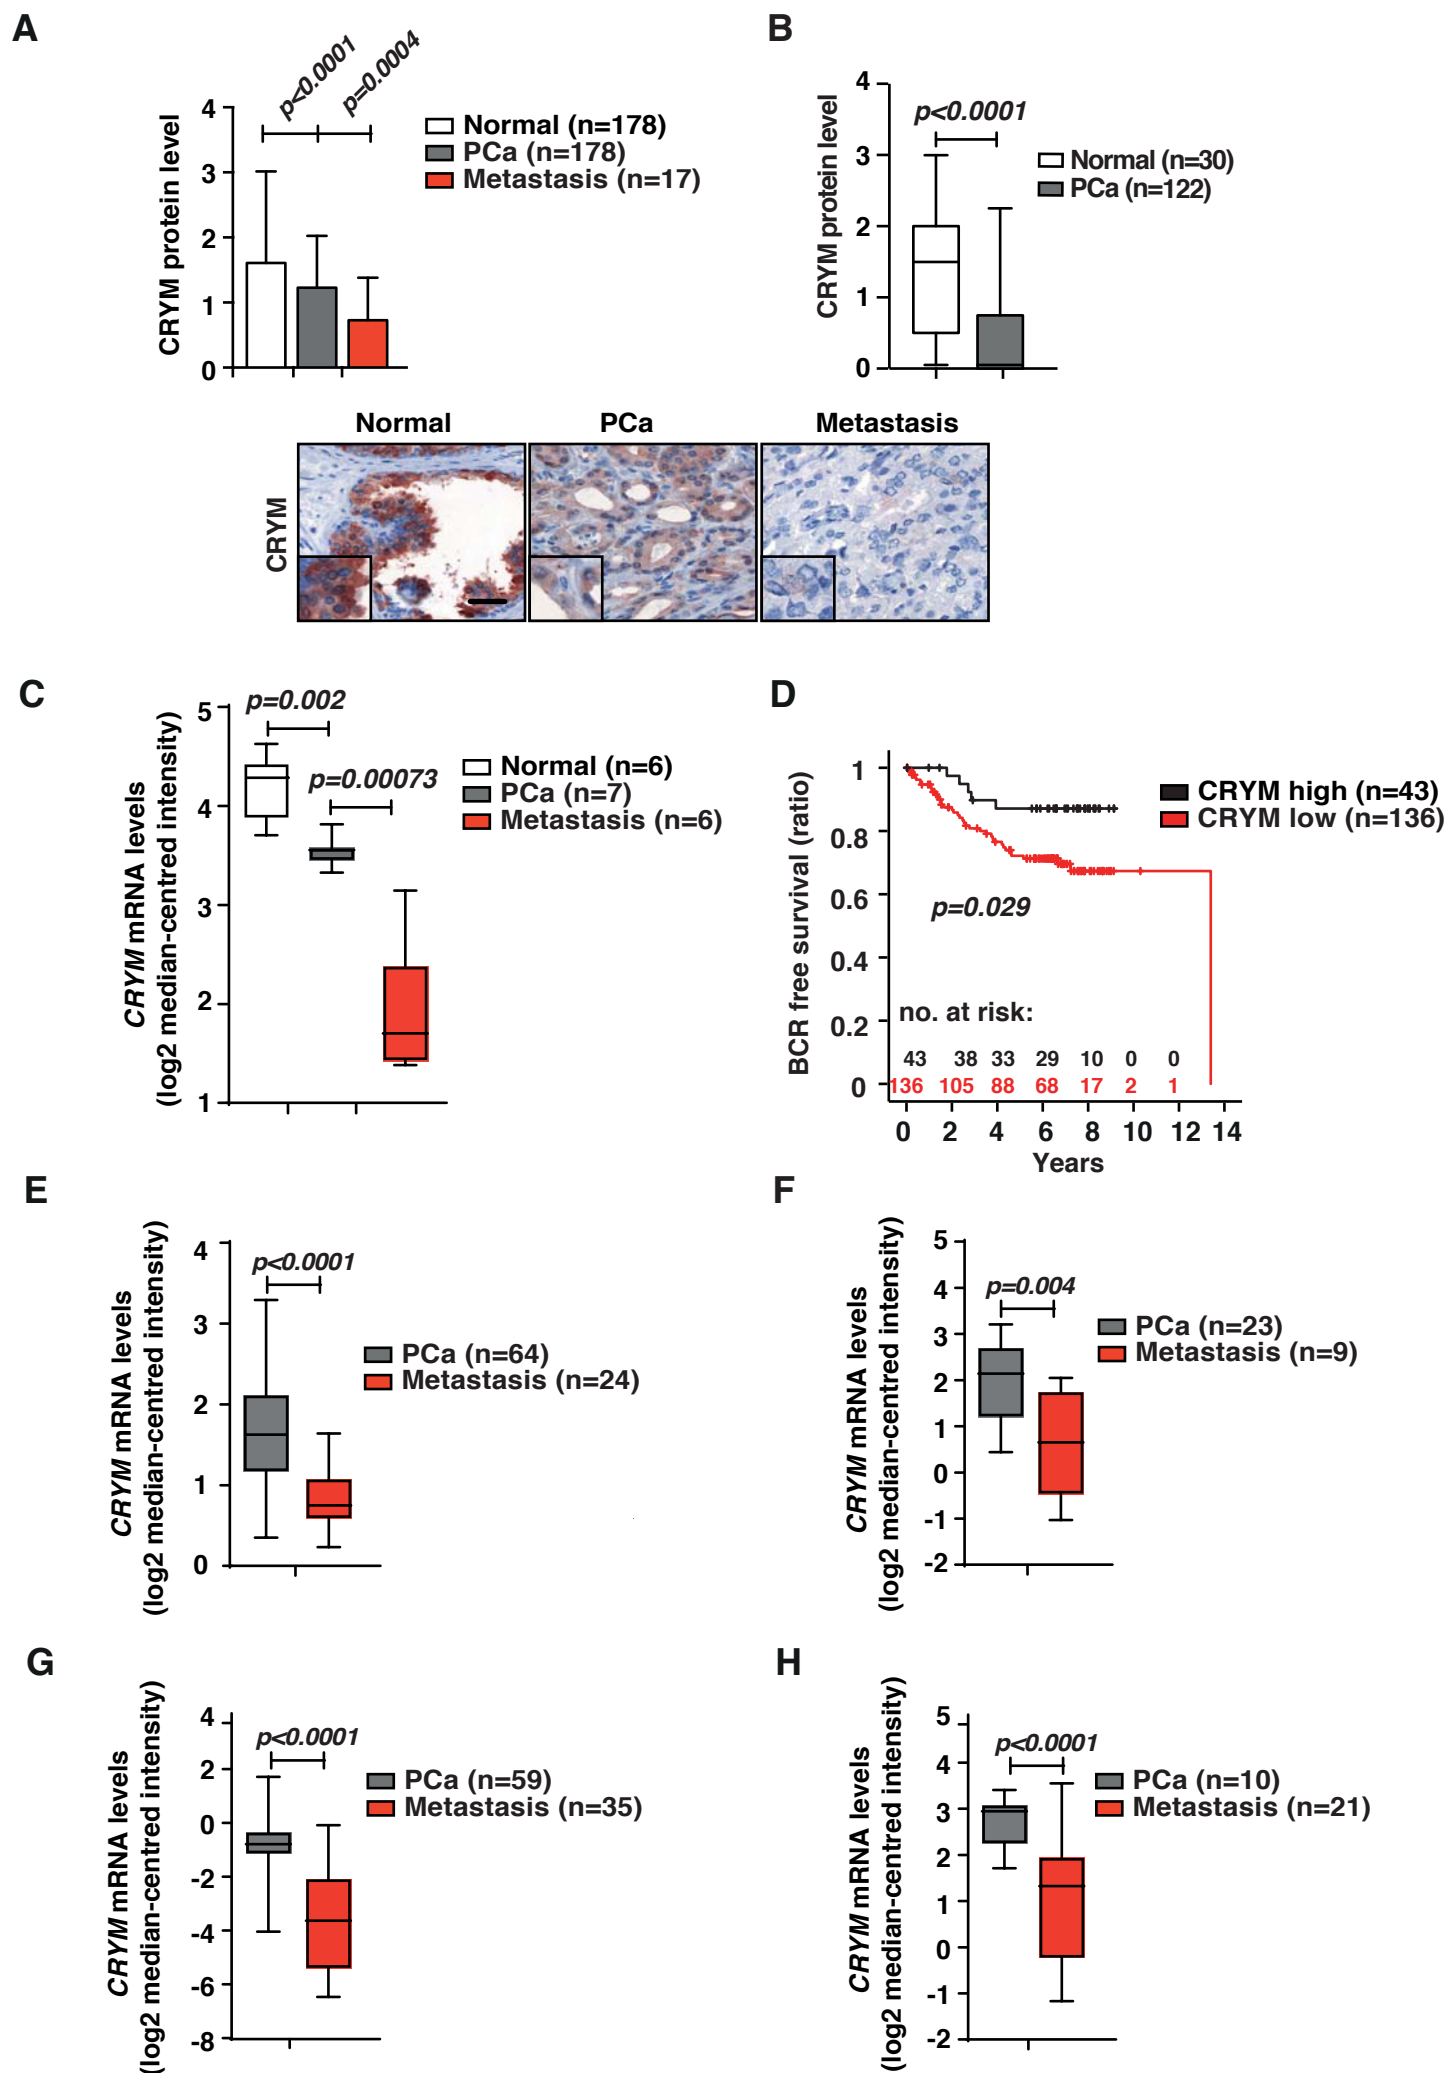 A
p<0.0001
p=0.0004
CRYM protein level
4
3
2
1
0
Normal (n=178)
PCa (n=178)
Metastasis (n=17)
B
p<0.0001
CRYM protein level
4
3
2
1
0
Normal (n=30)
PCa (n=122)
Normal
PCa
Metastasis
CRYM
C
p=0.002
p=0.00073
CRYM mRNA levels
(log2 median-centred intensity)
5
4
3
2
1
Normal (n=6)
PCa (n=7)
Metastasis (n=6)
D
BCR free survival (ratio)
1
0.8
0.6
0.4
0.2
0
CRYM high (n=43)
CRYM low (n=136)
p=0.029
no. at risk:
43 38 33 29 10 0 0
136 105 88 68 17 2 1
0 2 4 6 8 10 12 14
Years
E
p<0.0001
CRYM mRNA levels
(log2 median-centred intensity)
4
3
2
1
0
PCa (n=64)
Metastasis (n=24)
F
p=0.004
CRYM mRNA levels
(log2 median-centred intensity)
5
4
3
2
1
0
-1
-2
PCa (n=23)
Metastasis (n=9)
G
p<0.0001
CRYM mRNA levels
(log2 median-centred intensity)
4
2
0
-2
-4
-6
-8
PCa (n=59)
Metastasis (n=35)
H
p<0.0001
CRYM mRNA levels
(log2 median-centred intensity)
5
4
3
2
1
0
-1
-2
PCa (n=10)
Metastasis (n=21)